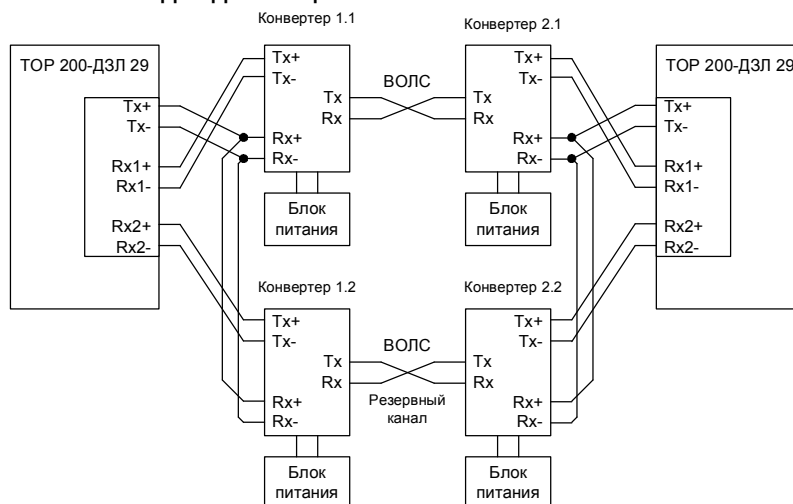 Конвертер 1.1
Конвертер 2.1
ТОР 200-ДЗЛ 29
Tx+
Tx-
Rx1+
Rx1-
Rx2+
Rx2-
Tx+
Tx-
Tx
Rx
Rx+
Rx-
ВОЛС
Tx+
Tx-
Tx
Rx
Rx+
Rx-
ТОР 200-ДЗЛ 29
Tx+
Tx-
Rx1+
Rx1-
Rx2+
Rx2-
Блок
питания
Блок
питания
Конвертер 1.2
Конвертер 2.2
Tx+
Tx-
Tx
Rx
Rx+
Rx-
ВОЛС
Резервный
канал
Tx+
Tx-
Tx
Rx
Rx+
Rx-
Блок
питания
Блок
питания